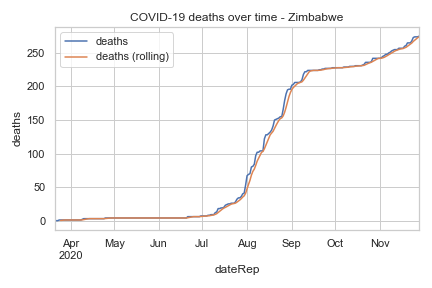 COVID-19 deaths over time - Zimbabwe
deaths
deaths (rolling)
deaths
250
200
150
100
50
0
Apr May Jun Jul Aug Sep Oct Nov
2020
dateRep